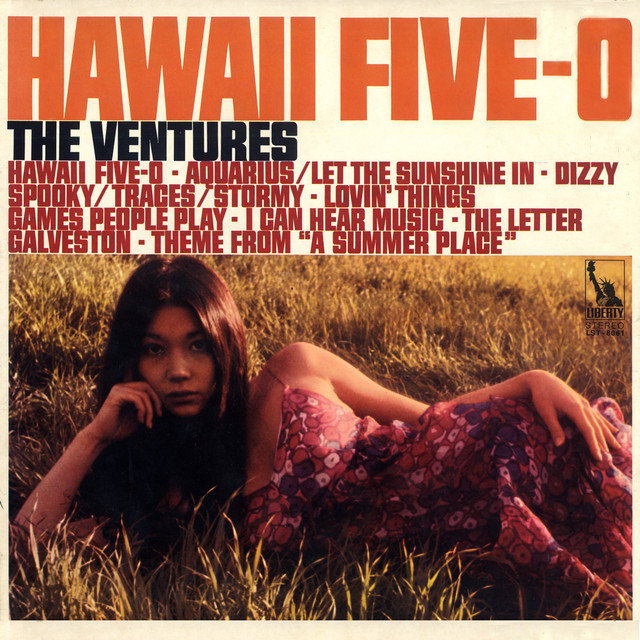 HAWAII FIVE-O
THE VENTURES
HAWAII FIVE-O - AQUARIUS/LET THE SUNSHINE IN - DIZZY
SPOOKY/TRACES/STORMY - LOVIN' THINGS
GAMES PEOPLE PLAY - I CAN HEAR MUSIC - THE LETTER
GALVESTON - THEME FROM "A SUMMER PLACE"
LIBERTY
STEREO
LST-8061